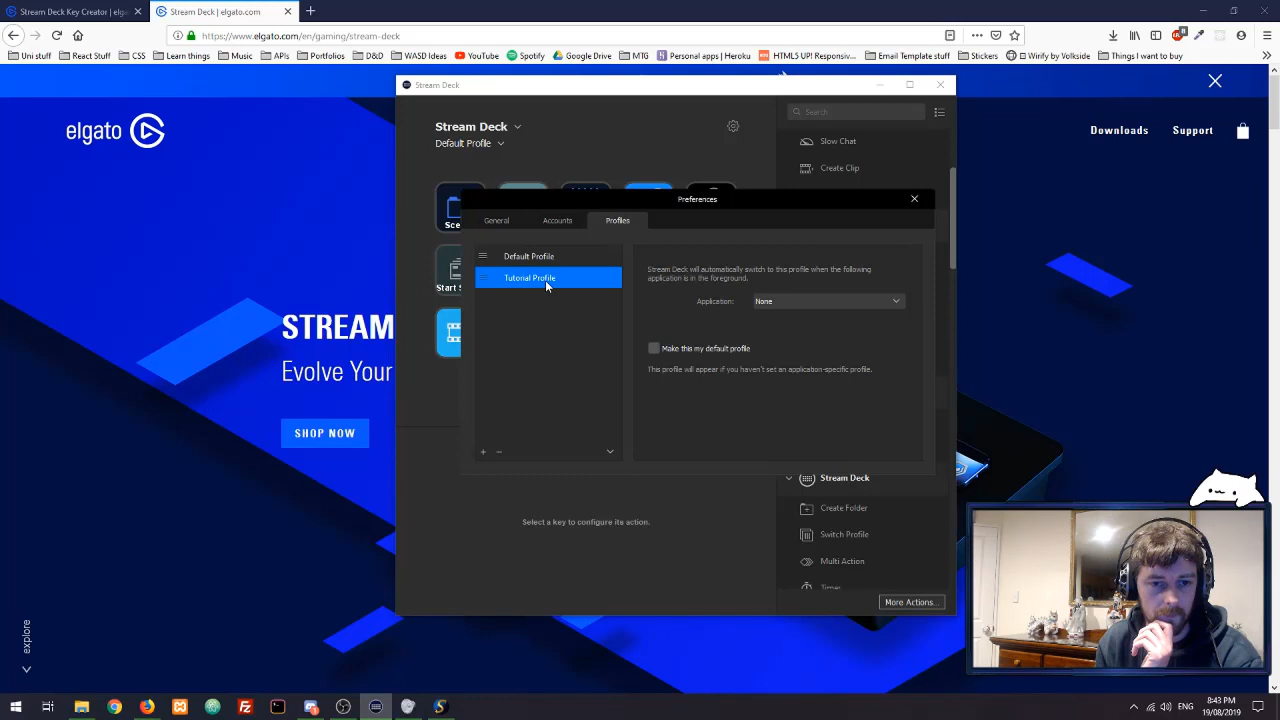 Stream Deck Key Creator | elga
Stream Deck | elgato.com
https://www.elgato.com/en/gaming/stream-deck
Uni stuff
React Stuff
CSS
Learn things
Music
APIs
Portfolios
D&D
WASD Ideas
YouTube
Spotify
Google Drive
MTG
Personal apps | Heroku
HTML5 UP! Responsiv...
Email Template stuff
Stickers
Wirify by Volkside
Things I want to buy
elgato
Downloads
Support
STREAM
Evolve Your
SHOP NOW
explore
Stream Deck
Stream Deck
Default Profile
Search
Slow Chat
Create Clip
Sce
Start S
Preferences
General
Accounts
Profiles
Default Profile
Tutorial Profile
Stream Deck will automatically switch to this profile when the following
application is in the foreground.
Application:
None
Make this my default profile
This profile will appear if you haven't set an application-specific profile.
Select a key to configure its action.
Stream Deck
Create Folder
Switch Profile
Multi Action
Timer
More Actions...
ENG
8:43 PM
19/08/2019